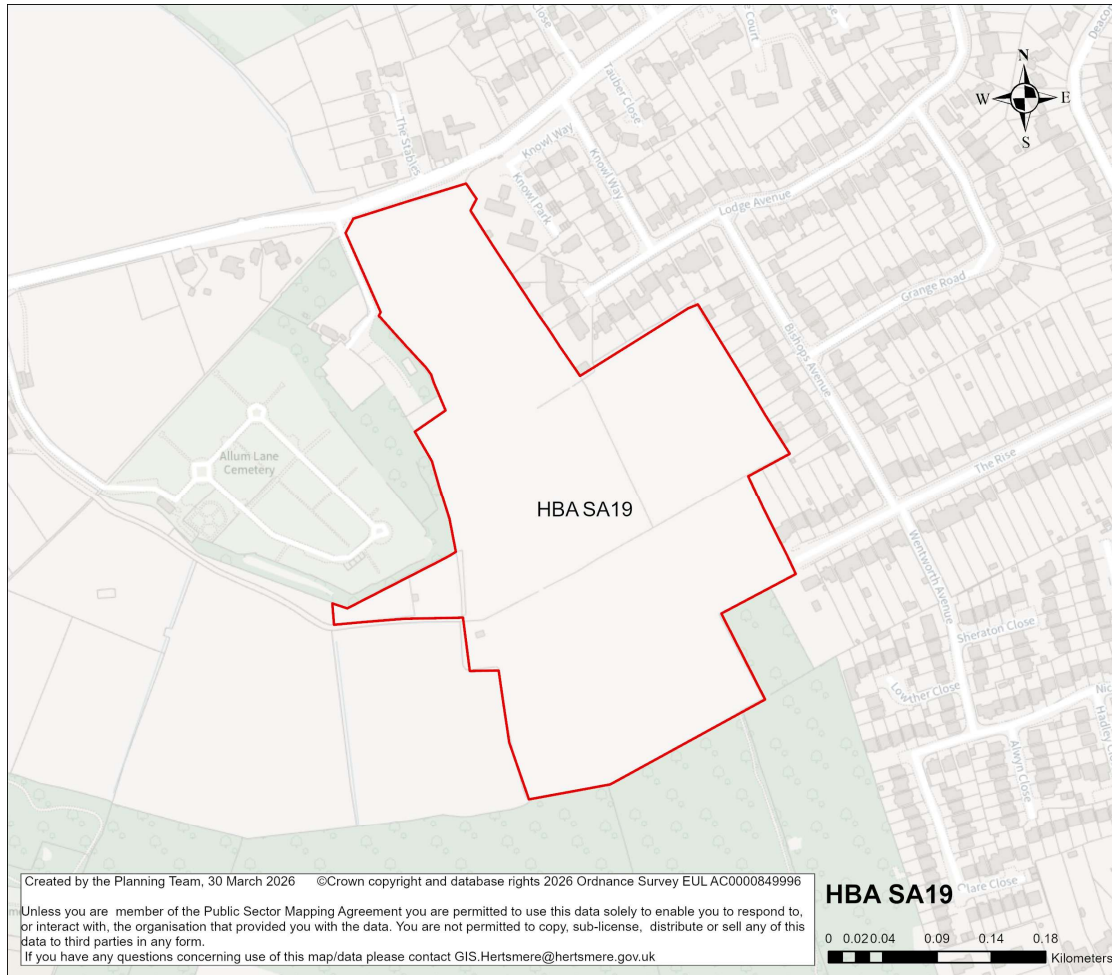 The Stables
Tauber Close
Court
Deacon
N
W E
S
Knowl Way
Knowl Park
Knowl Way
Lodge Avenue
Grange Road
Bishops Avenue
Allum Lane
Cemetery
The Rise
HBA SA19
Wentworth Avenue
Sheraton Close
Lowther Close
Alwyn Close
Hadley
Clare Close
Created by the Planning Team, 30 March 2026 ©Crown copyright and database rights 2026 Ordnance Survey EUL AC0000849996
Unless you are member of the Public Sector Mapping Agreement you are permitted to use this data solely to enable you to respond to,
or interact with, the organisation that provided you with the data. You are not permitted to copy, sub-license, distribute or sell any of this
data to third parties in any form.
If you have any questions concerning use of this map/data please contact GIS.Hertsmere@hertsmere.gov.uk
HBA SA19
0 0.02 0.04 0.09 0.14 0.18
Kilometers